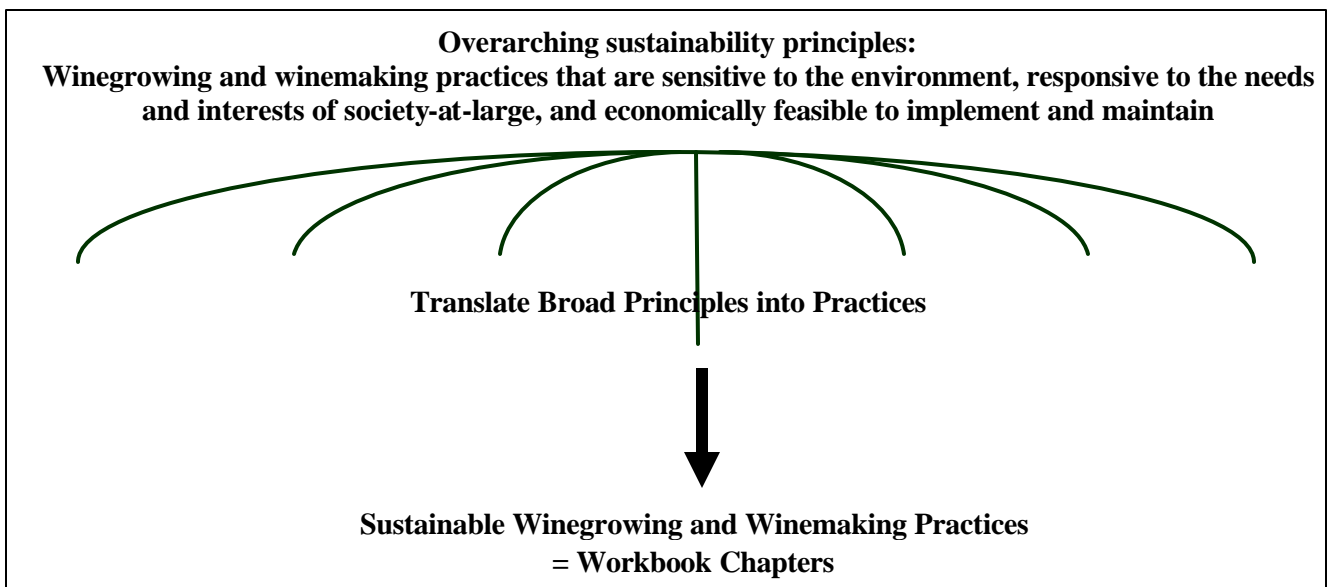 Overarching sustainability principles:
Winegrowing and winemaking practices that are sensitive to the environment, responsive to the needs
and interests of society-at-large, and economically feasible to implement and maintain
Translate Broad Principles into Practices
Sustainable Winegrowing and Winemaking Practices
= Workbook Chapters